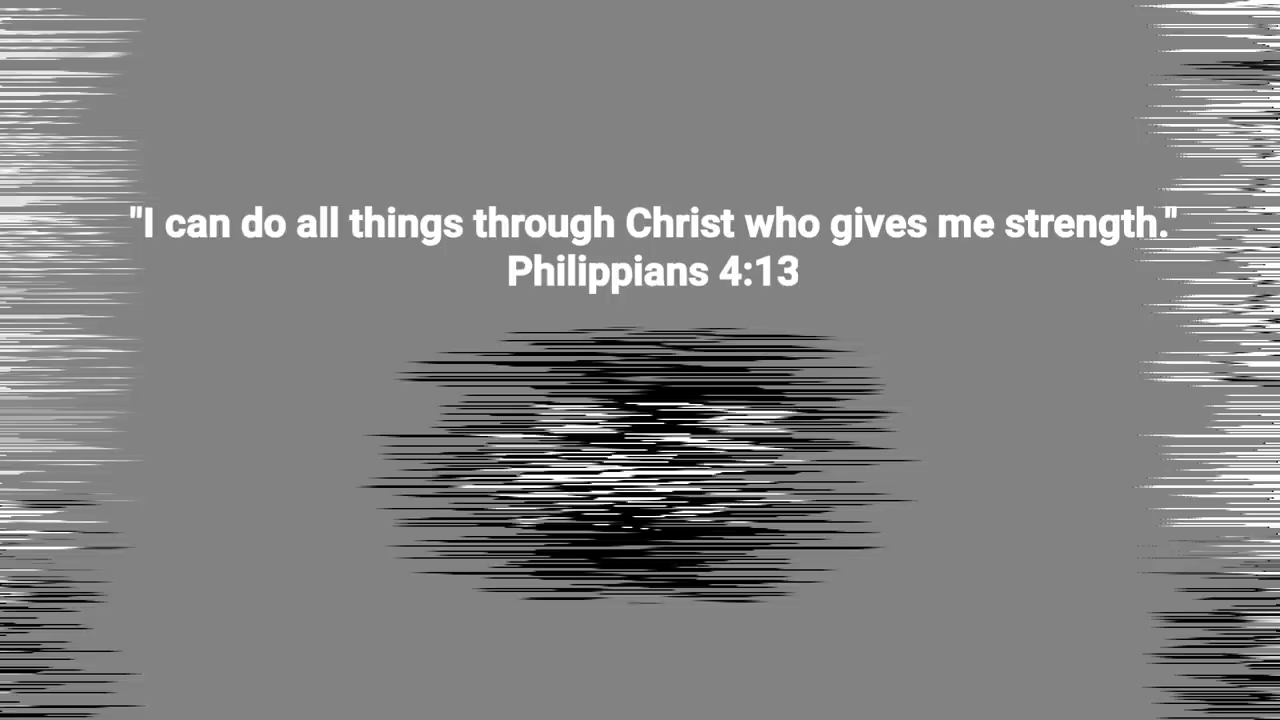 "I can do all things through Christ who gives me strength."
Philippians 4:13